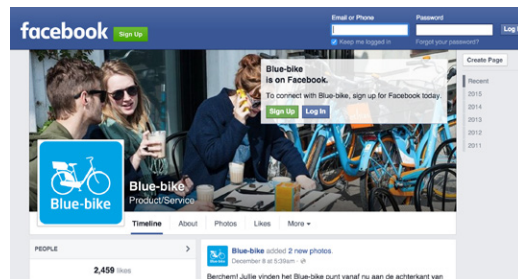 facebook
Sign Up
Email or Phone
Password
Log
Keep me logged in
Forgot your password?
Create Page
Blue-bike
is on Facebook.
To connect with Blue-bike, sign up for Facebook today.
Sign Up
Log In
Recent
2015
2014
2013
2012
2011
Blue-bike
Blue-bike
Product/Service
Timeline
About
Photos
Likes
More
PEOPLE
2,459 likes
Blue-bike added 2 new photos.
December 8 at 5:39am
Berchem! Jullie vinden het Blue-bike punt vanaf nu aan de achterkant van